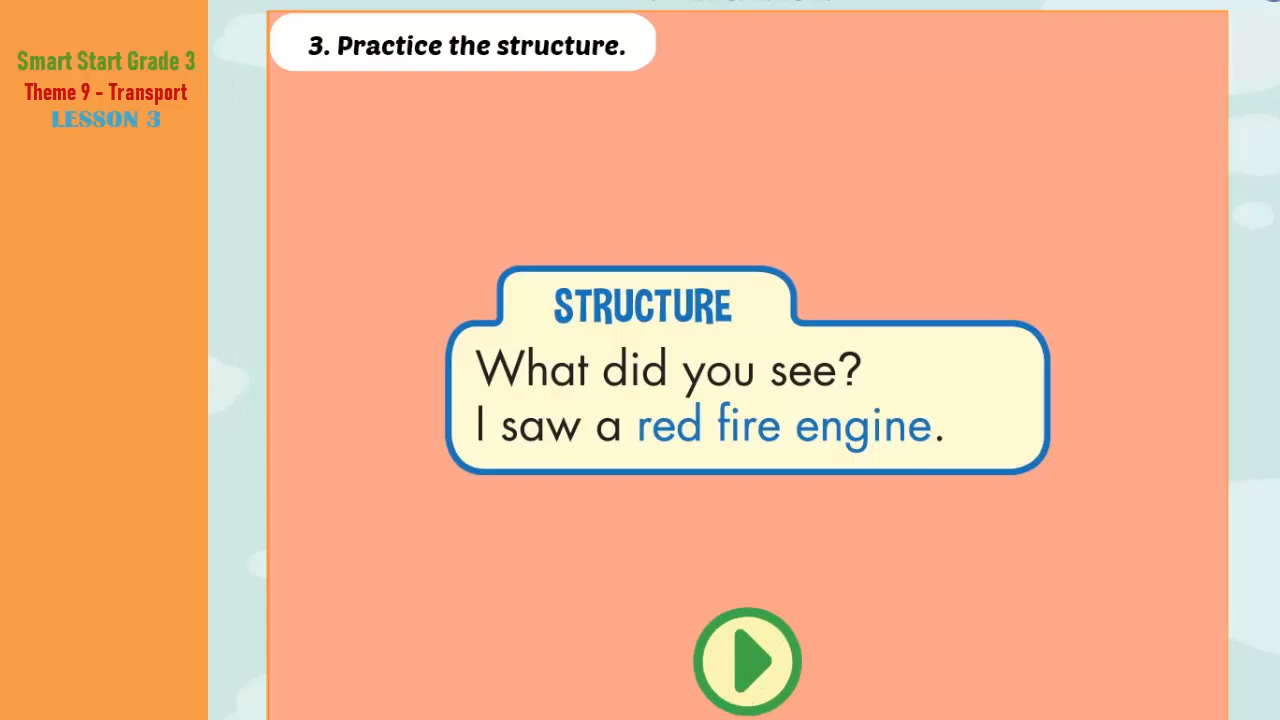 Smart Start Grade 3
Theme 9 - Transport
LESSON 3
3. Practice the structure.
STRUCTURE
What did you see?
I saw a red fire engine.